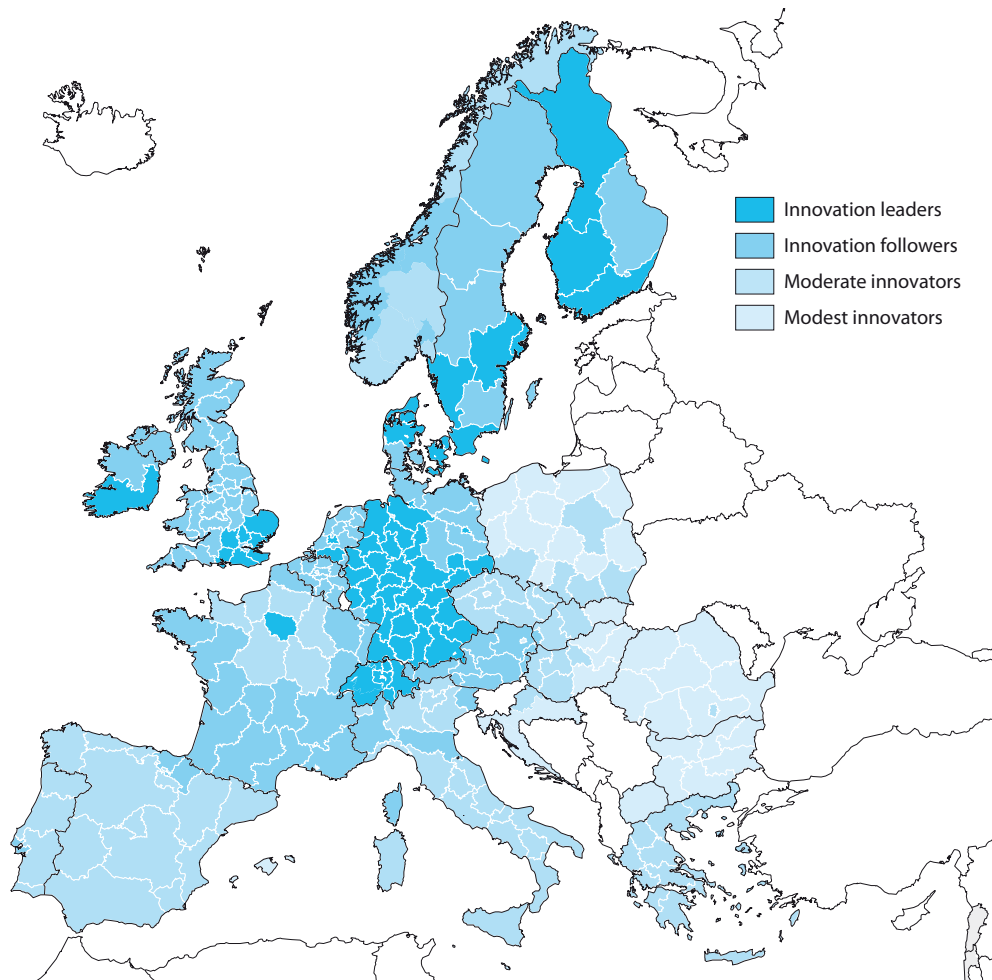 Innovation leaders
Innovation followers
Moderate innovators
Modest innovators